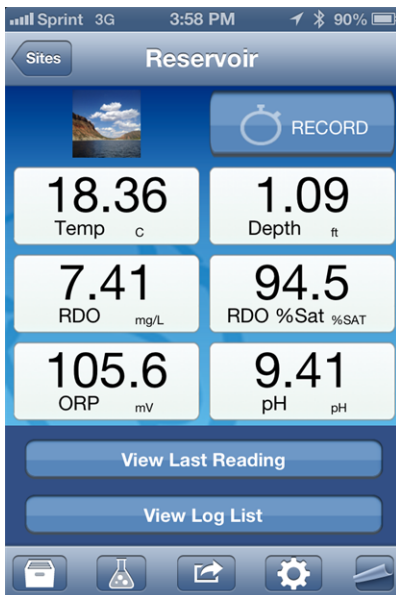 Sprint 3G 3:58 PM 90%
Sites Reservoir
RECORD
18.36 1.09
Temp C Depth ft
7.41 94.5
RDO mg/L RDO %Sat %SAT
105.6 9.41
ORP mV pH pH
View Last Reading
View Log List